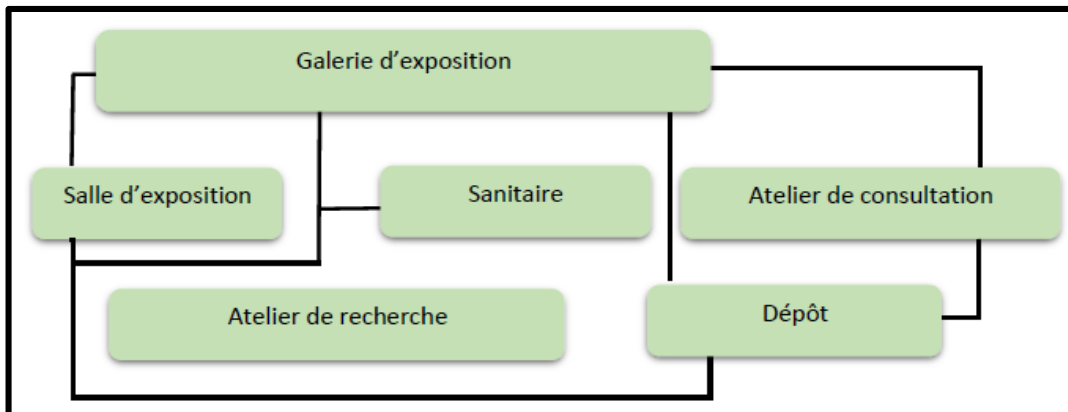 Galerie d’exposition
Salle d’exposition
Sanitaire
Atelier de consultation
Atelier de recherche
Dépôt